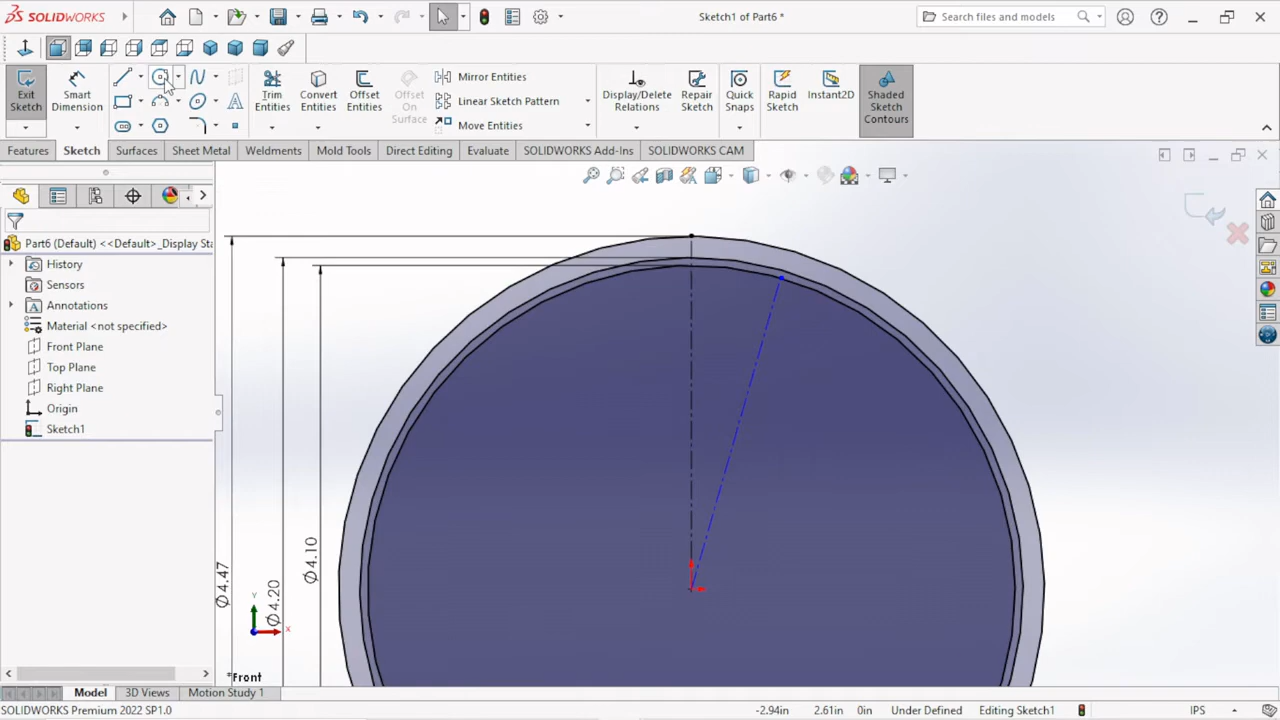 SOLIDWORKS
Sketch1 of Part6 *
Search files and models
Exit Sketch
Smart Dimension
Trim Entities
Convert Entities
Offset Entities
Offset On Surface
Mirror Entities
Linear Sketch Pattern
Move Entities
Display/Delete Relations
Repair Sketch
Quick Snaps
Rapid Sketch
Instant2D
Shaded Sketch Contours
Features
Sketch
Surfaces
Sheet Metal
Weldments
Mold Tools
Direct Editing
Evaluate
SOLIDWORKS Add-Ins
SOLIDWORKS CAM
Part6 (Default) <<Default>_Display Sta
History
Sensors
Annotations
Material <not specified>
Front Plane
Top Plane
Right Plane
Origin
Sketch1
Ø4.47
Ø4.20
Ø4.10
Y
X
*Front
Model
3D Views
Motion Study 1
SOLIDWORKS Premium 2022 SP1.0
-2.94in
2.61in
0in
Under Defined
Editing Sketch1
IPS